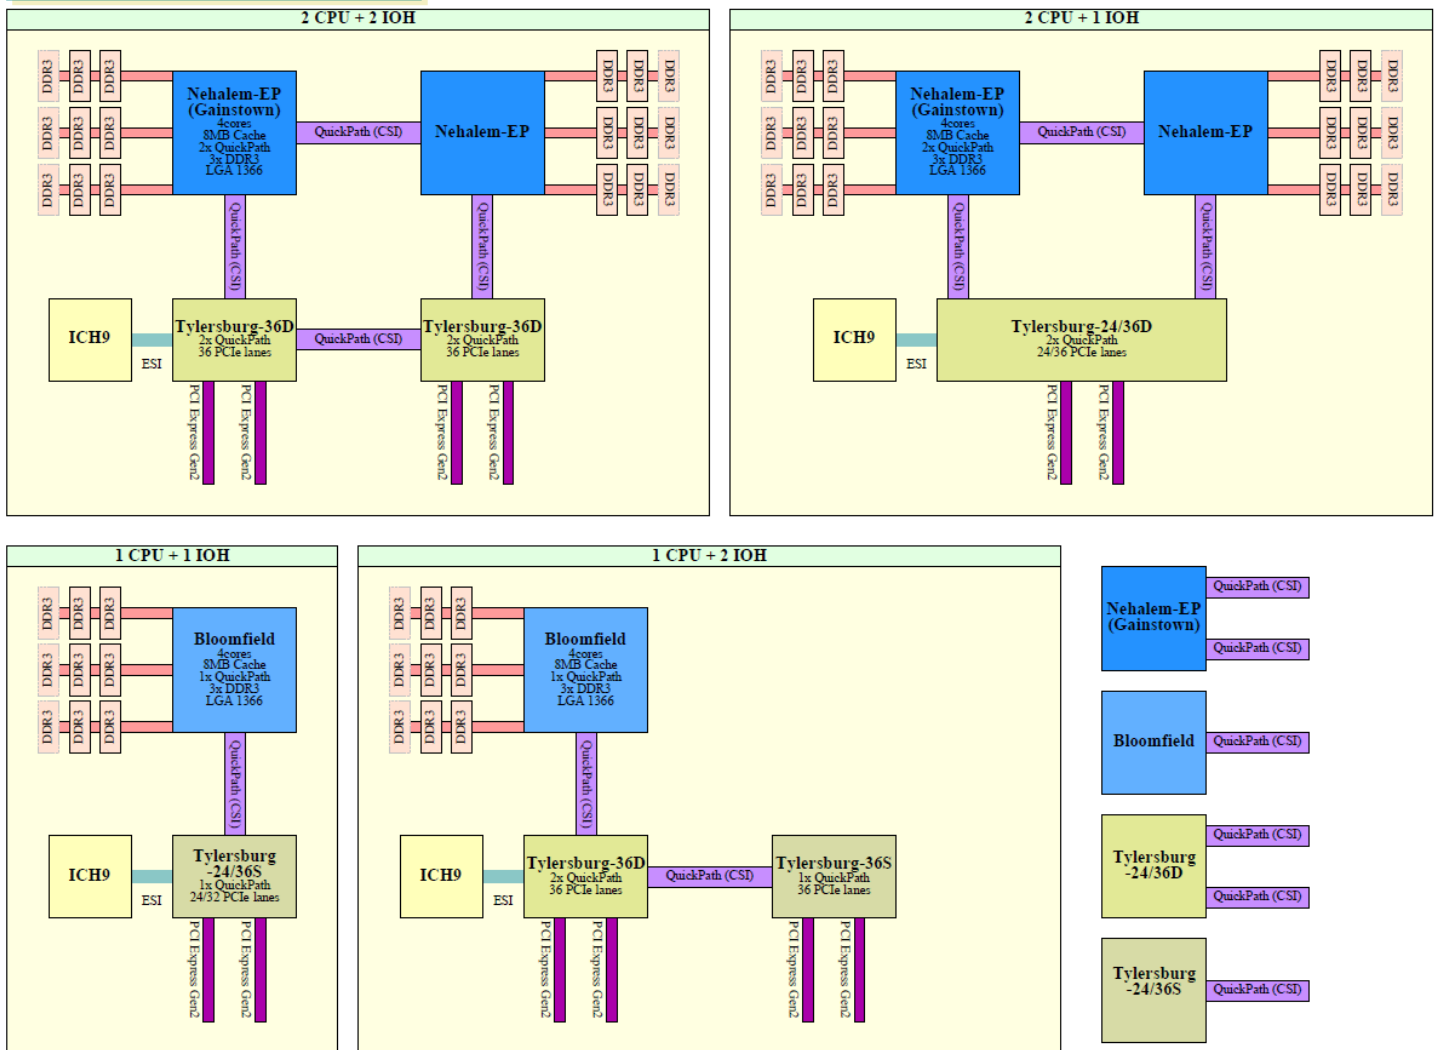 2 CPU + 2 IOH
DDR3
DDR3
DDR3
DDR3
DDR3
DDR3
DDR3
DDR3
DDR3
Nehalem-EP
(Gainstown)
4cores
8MB Cache
2x QuickPath
3x DDR3
LGA 1366
QuickPath (CSI)
Nehalem-EP
DDR3
DDR3
DDR3
DDR3
DDR3
DDR3
DDR3
DDR3
DDR3
QuickPath (CSI)
QuickPath (CSI)
ICH9
ESI
Tylersburg-36D
2x QuickPath
36 PCIe lanes
QuickPath (CSI)
Tylersburg-36D
2x QuickPath
36 PCIe lanes
PCI Express Gen2
PCI Express Gen2
PCI Express Gen2
PCI Express Gen2
2 CPU + 1 IOH
DDR3
DDR3
DDR3
DDR3
DDR3
DDR3
DDR3
DDR3
DDR3
Nehalem-EP
(Gainstown)
4cores
8MB Cache
2x QuickPath
3x DDR3
LGA 1366
QuickPath (CSI)
Nehalem-EP
DDR3
DDR3
DDR3
DDR3
DDR3
DDR3
DDR3
DDR3
DDR3
QuickPath (CSI)
QuickPath (CSI)
ICH9
ESI
Tylersburg-24/36D
2x QuickPath
24/36 PCIe lanes
PCI Express Gen2
PCI Express Gen2
1 CPU + 1 IOH
DDR3
DDR3
DDR3
DDR3
DDR3
DDR3
DDR3
DDR3
DDR3
Bloomfield
4cores
8MB Cache
1x QuickPath
3x DDR3
LGA 1366
QuickPath (CSI)
ICH9
ESI
Tylersburg
-24/36S
1x QuickPath
24/32 PCIe lanes
PCI Express Gen2
PCI Express Gen2
1 CPU + 2 IOH
DDR3
DDR3
DDR3
DDR3
DDR3
DDR3
DDR3
DDR3
DDR3
Bloomfield
4cores
8MB Cache
1x QuickPath
3x DDR3
LGA 1366
QuickPath (CSI)
ICH9
ESI
Tylersburg-36D
2x QuickPath
36 PCIe lanes
QuickPath (CSI)
Tylersburg-36S
1x QuickPath
36 PCIe lanes
PCI Express Gen2
PCI Express Gen2
PCI Express Gen2
PCI Express Gen2
Nehalem-EP
(Gainstown)
QuickPath (CSI)
QuickPath (CSI)
Bloomfield
QuickPath (CSI)
Tylersburg
-24/36D
QuickPath (CSI)
QuickPath (CSI)
Tylersburg
-24/36S
QuickPath (CSI)